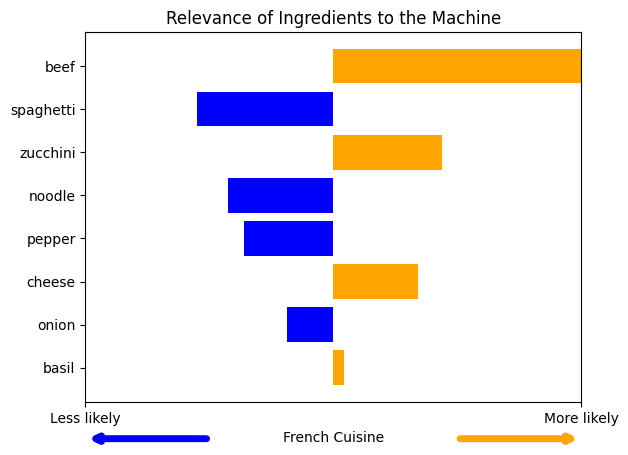 Relevance of Ingredients to the Machine
beef
spaghetti
zucchini
noodle
pepper
cheese
onion
basil
Less likely
More likely
French Cuisine